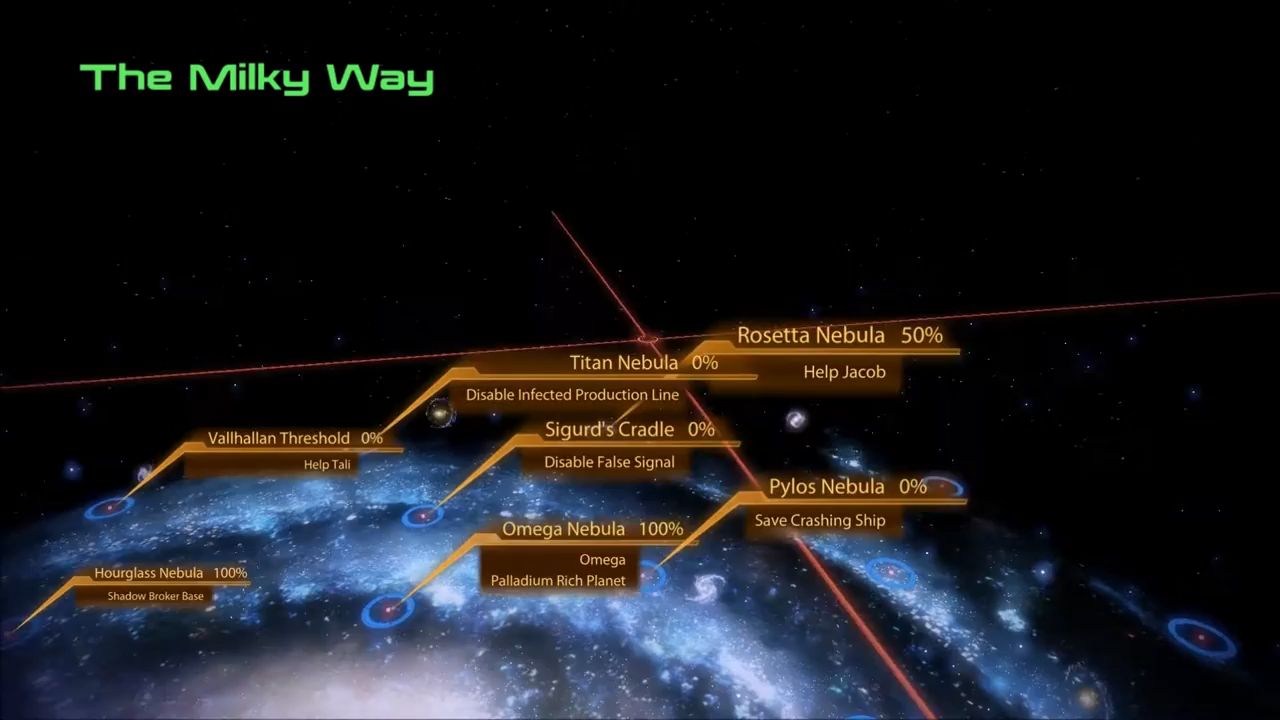 The Milky Way
Rosetta Nebula 50%
Help Jacob
Titan Nebula 0%
Disable Infected Production Line
Sigurd's Cradle 0%
Disable False Signal
Vallhallan Threshold 0%
Help Tali
Pylos Nebula 0%
Save Crashing Ship
Omega Nebula 100%
Omega
Palladium Rich Planet
Hourglass Nebula 100%
Shadow Broker Base